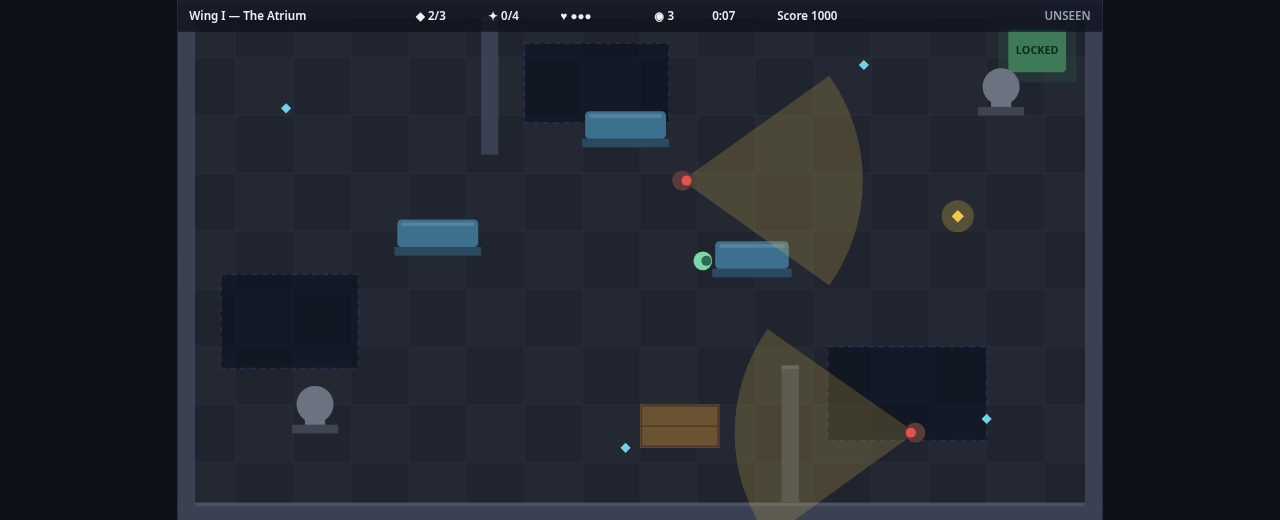 Wing I — The Atrium ◆ 2/3 ✦ 0/4 ♥ ●●● ◉ 3 0:07 Score 1000 UNSEEN
LOCKED